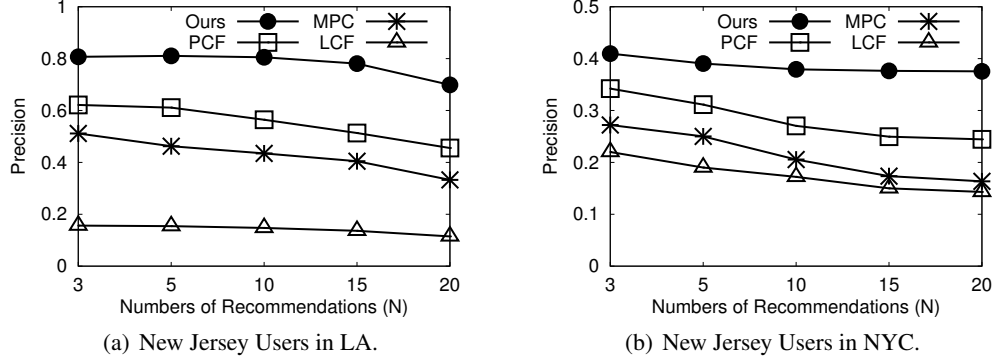 Ours MPC
PCF LCF
1
0.8
0.6
0.4
0.2
0
Precision
3 5 10 15 20
Numbers of Recommendations (N)
(a) New Jersey Users in LA.
Ours MPC
PCF LCF
0.5
0.4
0.3
0.2
0.1
0
Precision
3 5 10 15 20
Numbers of Recommendations (N)
(b) New Jersey Users in NYC.